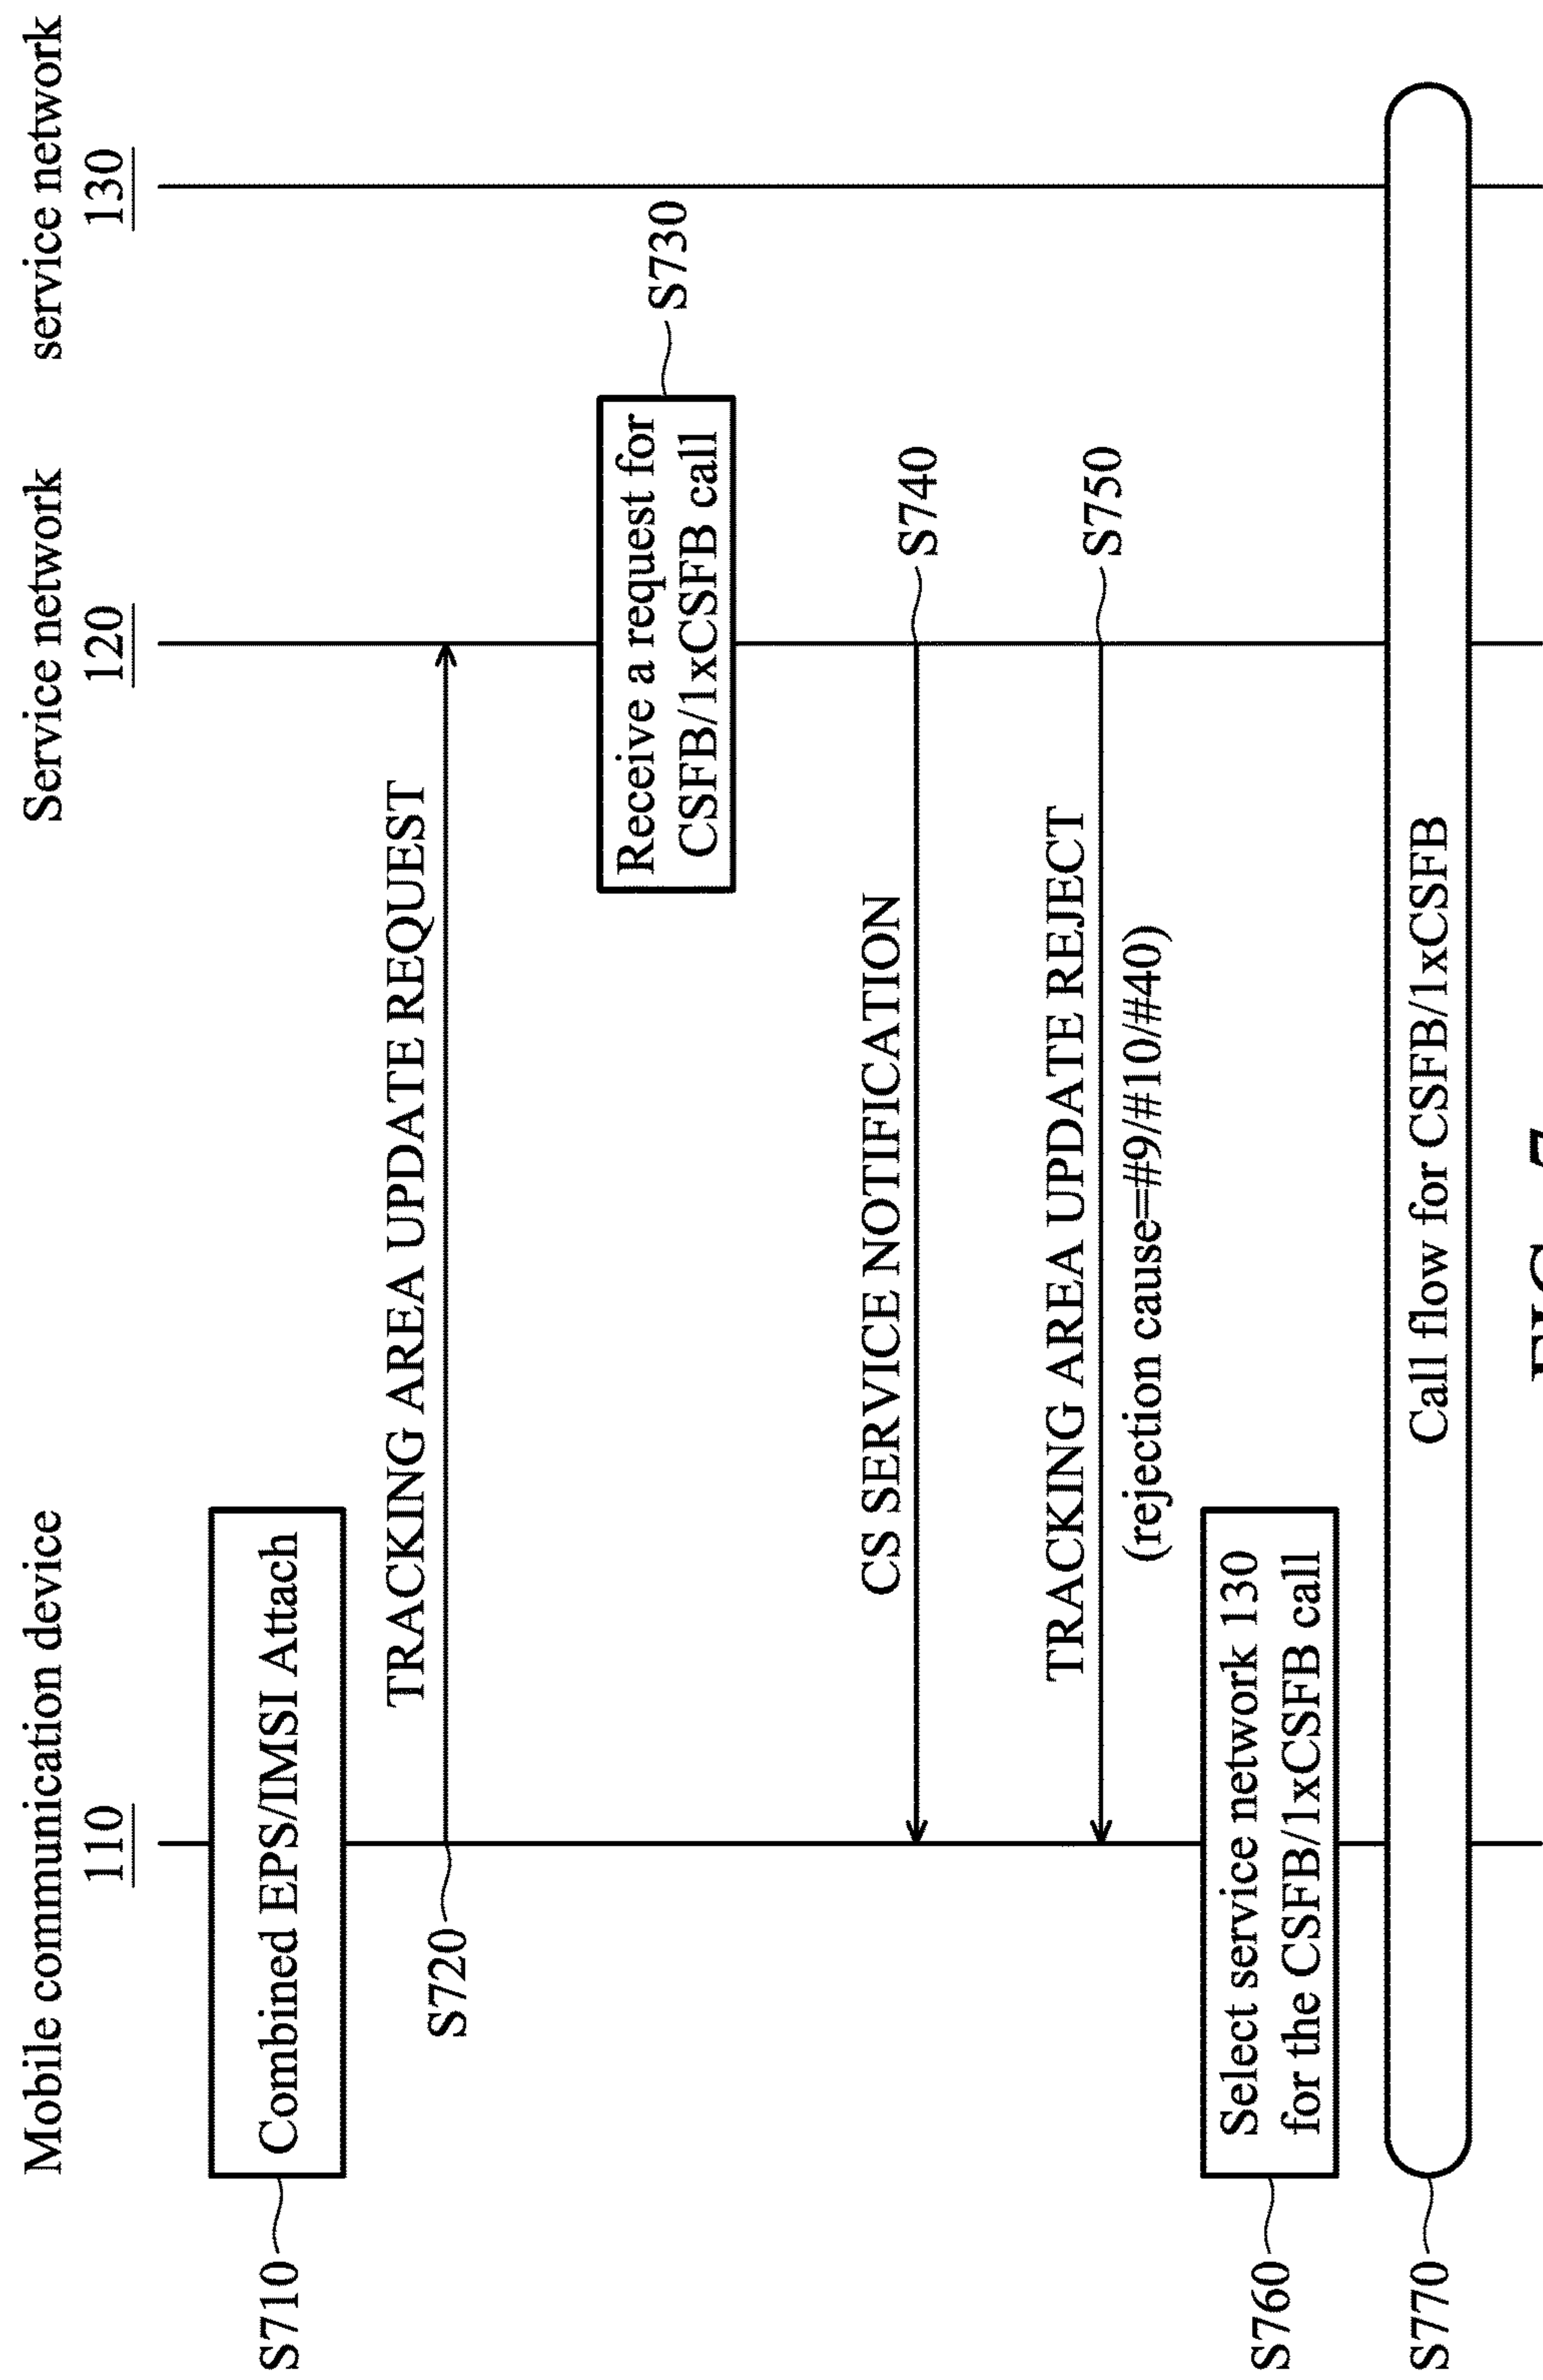 Mobile communication device
110
Service network
120
service network
130
S710
Combined EPS/IMSI Attach
TRACKING AREA UPDATE REQUEST
S720
Receive a request for
CSFB/1xCSFB call
S730
CS SERVICE NOTIFICATION
S740
TRACKING AREA UPDATE REJECT
(rejection cause=#9/#10/#40)
S750
S760
Select service network 130
for the CSFB/1xCSFB call
S770
Call flow for CSFB/1xCSFB